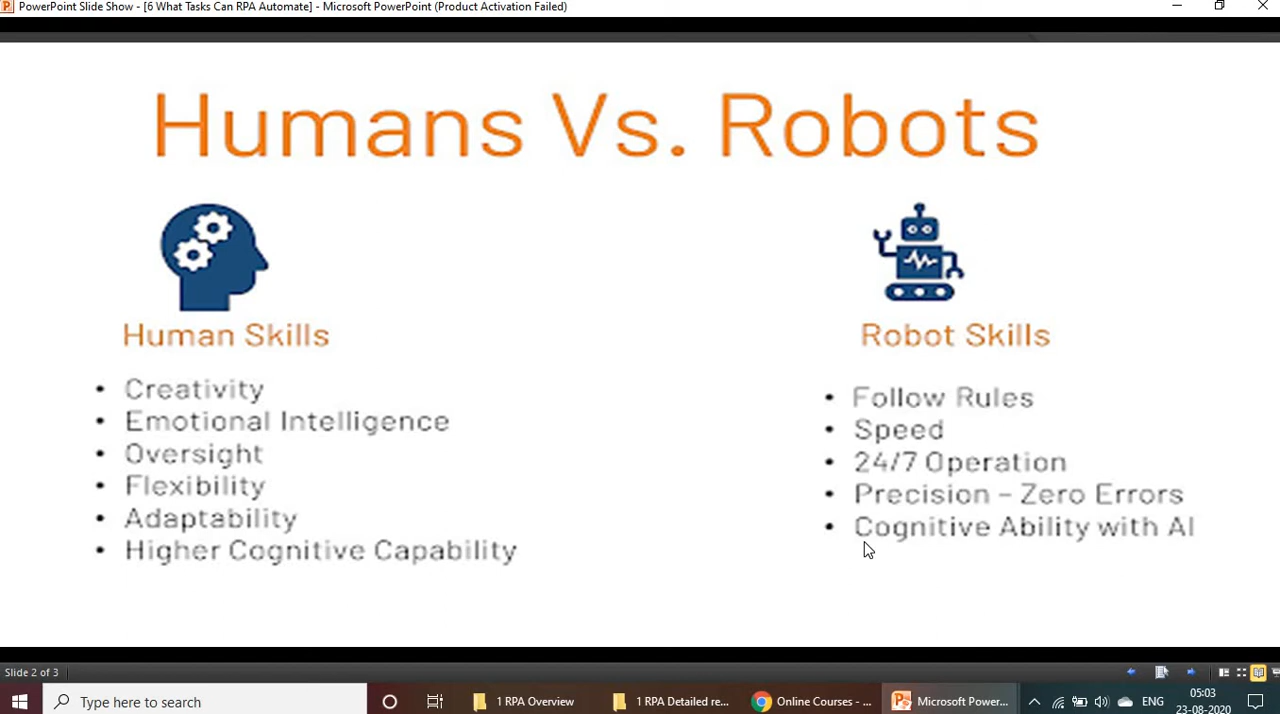 PowerPoint Slide Show - [6 What Tasks Can RPA Automate] - Microsoft PowerPoint (Product Activation Failed)
Humans Vs. Robots
Human Skills
• Creativity
• Emotional Intelligence
• Oversight
• Flexibility
• Adaptability
• Higher Cognitive Capability
Robot Skills
• Follow Rules
• Speed
• 24/7 Operation
• Precision – Zero Errors
• Cognitive Ability with AI
Slide 2 of 3
Type here to search
1 RPA Overview
1 RPA Detailed re...
Online Courses - ...
Microsoft Power...
ENG
05:03
23-08-2020